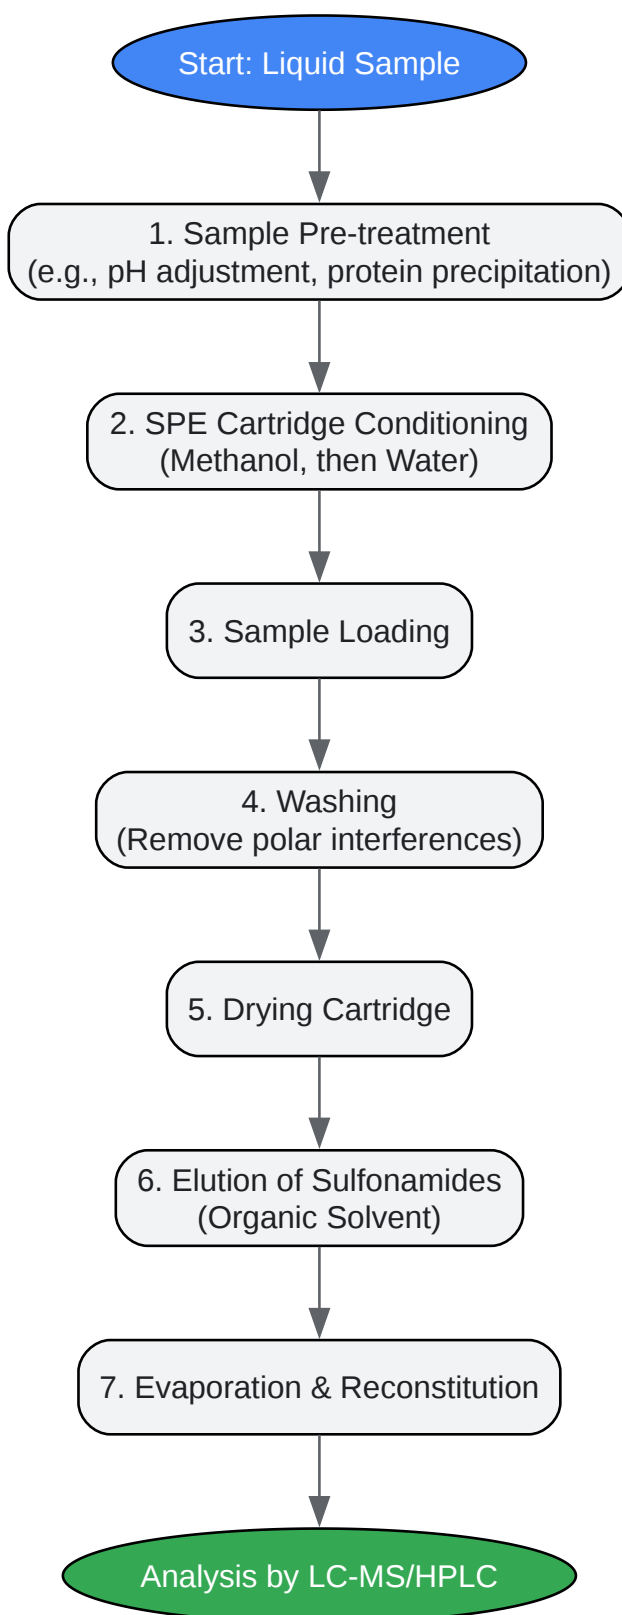 Start: Liquid Sample
1. Sample Pre-treatment
(e.g., pH adjustment, protein precipitation)
2. SPE Cartridge Conditioning
(Methanol, then Water)
3. Sample Loading
4. Washing
(Remove polar interferences)
5. Drying Cartridge
6. Elution of Sulfonamides
(Organic Solvent)
7. Evaporation & Reconstitution
Analysis by LC-MS/HPLC